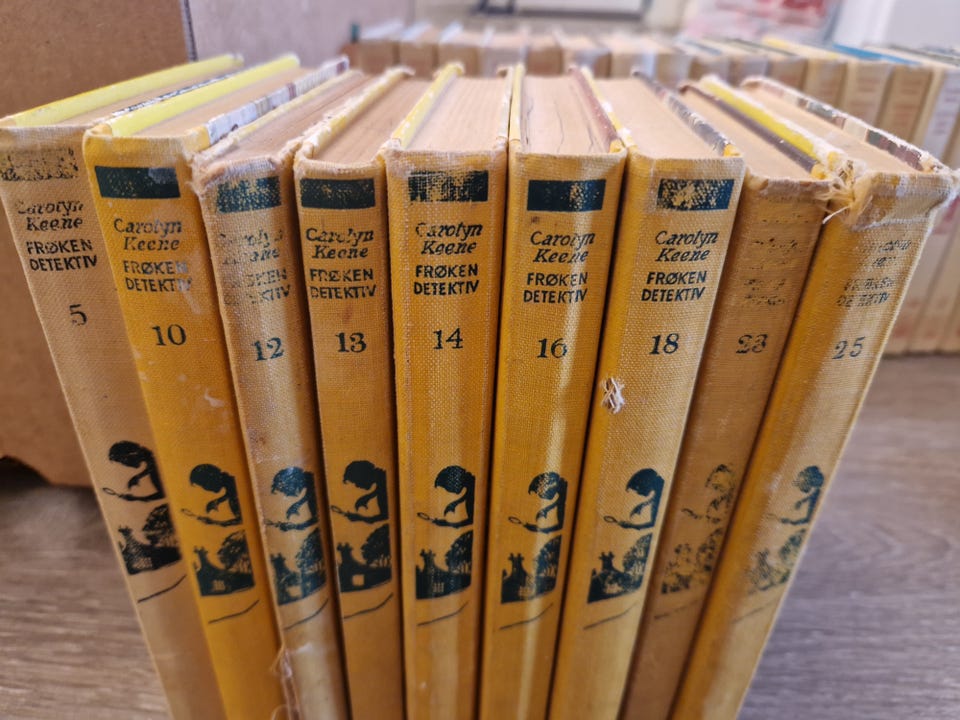 Carolyn
Keene
FRØKEN
DETEKTIV
5
Carolyn
Keene
FRØKEN
DETEKTIV
10
12
Carolyn
Keene
FRØKEN
DETEKTIV
13
Carolyn
Keene
FRØKEN
DETEKTIV
14
Carolyn
Keene
FRØKEN
DETEKTIV
16
Carolyn
Keene
FRØKEN
DETEKTIV
18
23
DETEKTIV
25